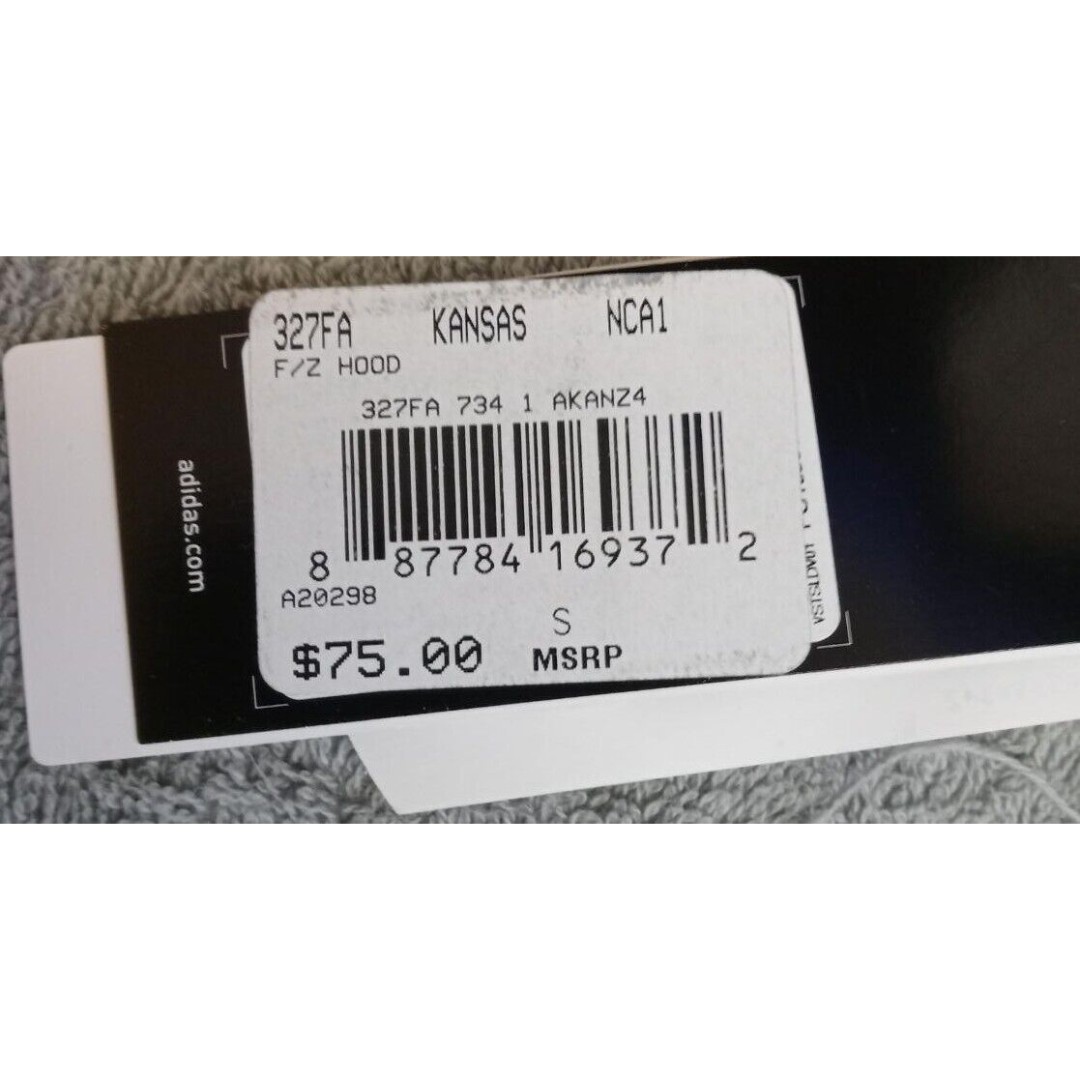 327FA KANSAS NCA1
F/Z HOOD
327FA 734 1 AKANZ4
8 87784 16937 2
A20298
S
$75.00 MSRP
adidas.com